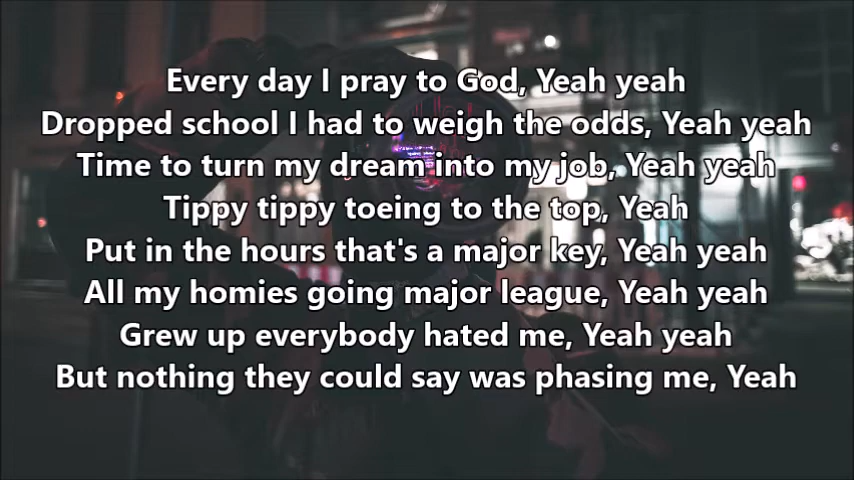 Every day I pray to God, Yeah yeah
Dropped school I had to weigh the odds, Yeah yeah
Time to turn my dream into my job, Yeah yeah
Tippy tippy toeing to the top, Yeah
Put in the hours that's a major key, Yeah yeah
All my homies going major league, Yeah yeah
Grew up everybody hated me, Yeah yeah
But nothing they could say was phasing me, Yeah